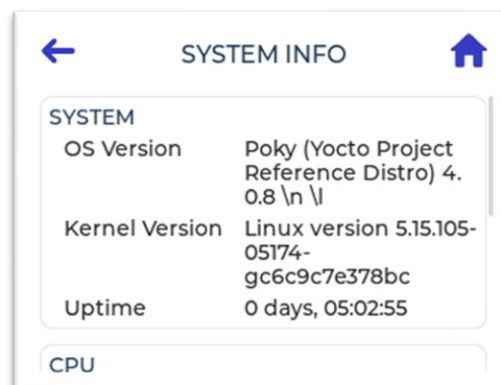 SYSTEM INFO
SYSTEM
OS Version Poky (Yocto Project
Reference Distro) 4.
0.8 \n \l
Kernel Version Linux version 5.15.105-
05174-
gc6c9c7e378bc
Uptime 0 days, 05:02:55
CPU